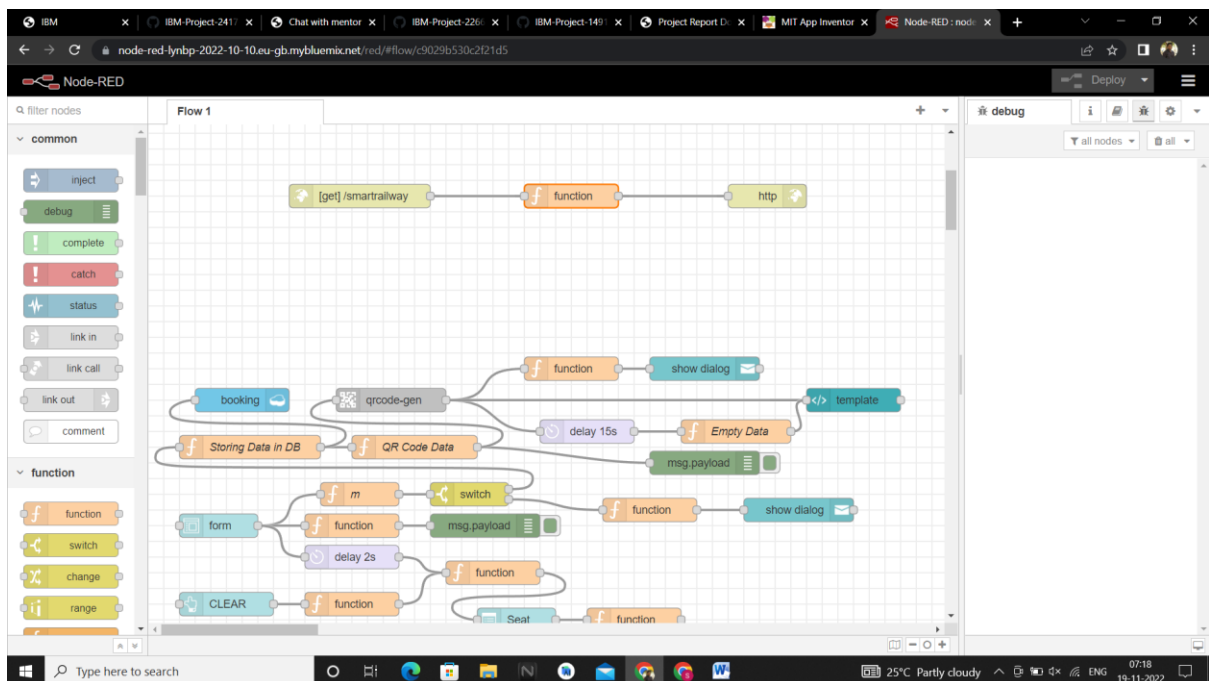 IBM
IBM-Project-2417
Chat with mentor
IBM-Project-2266
IBM-Project-1491
Project Report Do
MIT App Inventor
Node-RED : node
node-red-lynbp-2022-10-10.eu-gb.mybluemix.net/red/#flow/c9029b530c2f21d5
Node-RED
Deploy
filter nodes
Flow 1
debug
i
all nodes
all
common
inject
debug
complete
catch
status
link in
link call
link out
comment
function
function
switch
change
range
[get] /smartrailway
function
http
function
show dialog
booking
qrcode-gen
template
delay 15s
Empty Data
Storing Data in DB
QR Code Data
msg.payload
m
switch
function
show dialog
form
function
msg.payload
delay 2s
function
CLEAR
function
Seat
function
Type here to search
25°C Partly cloudy
ENG
07:18
19-11-2022